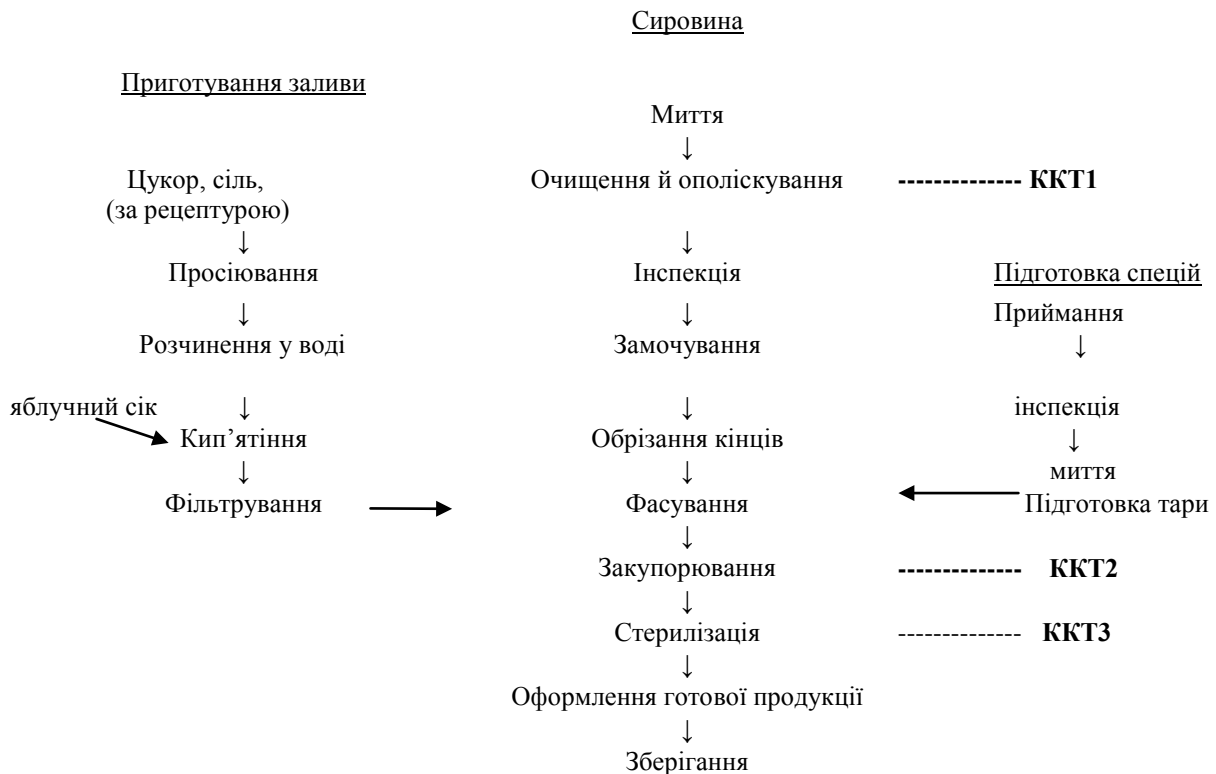 Сировина
Приготування заливи
Миття
↓
Цукор, сіль,
(за рецептурою)
Очищення й ополіскування
-------------- ККТ1
↓
↓
Просіювання
Інспекція
Підготовка спецій
Приймання
↓
↓
↓
Розчинення у воді
Замочування
яблучний сік
↓
↓
інспекція
Кип’ятіння
Обрізання кінців
↓
↓
↓
миття
Фільтрування
Фасування
Підготовка тари
↓
Закупорювання
-------------- ККТ2
↓
Стерилізація
-------------- ККТ3
↓
Оформлення готової продукції
↓
Зберігання